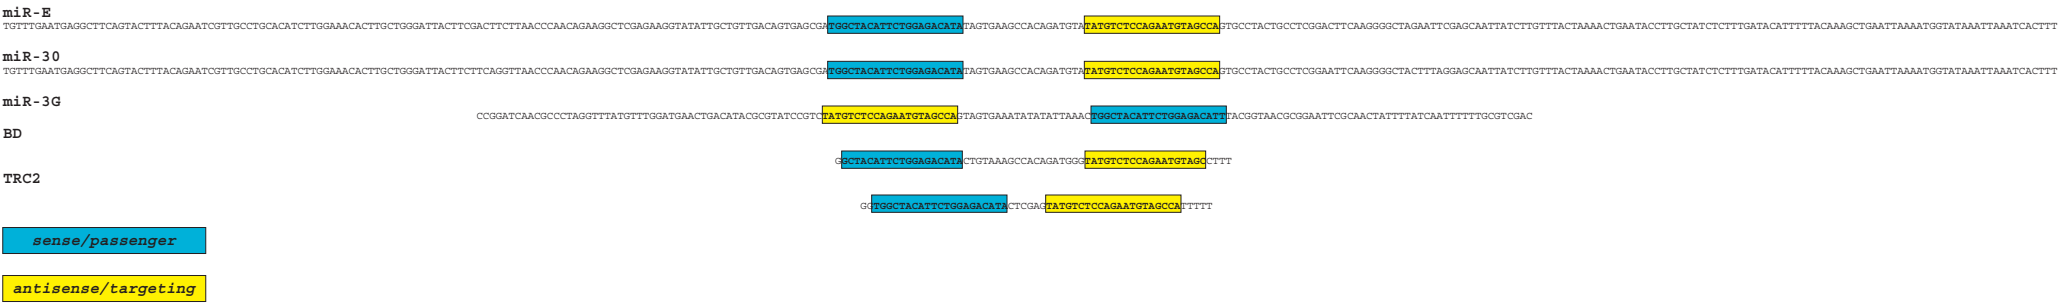 miR-E
TGTTTGAATGAGGCTTCAGTACTTTACAGAATCGTTGCCTGCACATCTTGGAAACACTTGCTGGGATTACTTCGACTTCTTAACCCAACAGAAGGCTCGAGAAGGTATATTGCTGTTGACAGTGAGCGATGGCTACATTCTGGAGACATATAGTGAAGCCACAGATGTATATGTCTCCAGAATGTAGCCAGTGCCTACTGCCTCGGACTTCAAGGGGCTAGAATTCGAGCAATTATCTTGTTTACTAAAACTGAATACCTTGCTATCTCTTTGATACATTTTTACAAAGCTGAATTAAAATGGTATAAATTAAATCACTTT
miR-30
TGTTTGAATGAGGCTTCAGTACTTTACAGAATCGTTGCCTGCACATCTTGGAAACACTTGCTGGGATTACTTCTTCAGGTTAACCCAACAGAAGGCTCGAGAAGGTATATTGCTGTTGACAGTGAGCGATGGCTACATTCTGGAGACATATAGTGAAGCCACAGATGTATATGTCTCCAGAATGTAGCCAGTGCCTACTGCCTCGGAATTCAAGGGGCTACTTTAGGAGCAATTATCTTGTTTACTAAAACTGAATACCTTGCTATCTCTTTGATACATTTTTACAAAGCTGAATTAAAATGGTATAAATTAAATCACTTT
miR-3G
CCGGATCAACGCCCTAGGTTTATGTTTGGATGAACTGACATACGCGTATCCGTCTATGTCTCCAGAATGTAGCCAGTAGTGAAATATATATTAAACTGGCTACATTCTGGAGACATTTACGGTAACGCGGAATTCGCAACTATTTTATCAATTTTTTGCGTCGAC
BD
GGCTACATTCTGGAGACATACTGTAAAGCCACAGATGGGTATGTCTCCAGAATGTAGCCTTT
TRC2
GGTGGCTACATTCTGGAGACATACTCGAGTATGTCTCCAGAATGTAGCCATTTTT
sense/passenger
antisense/targeting